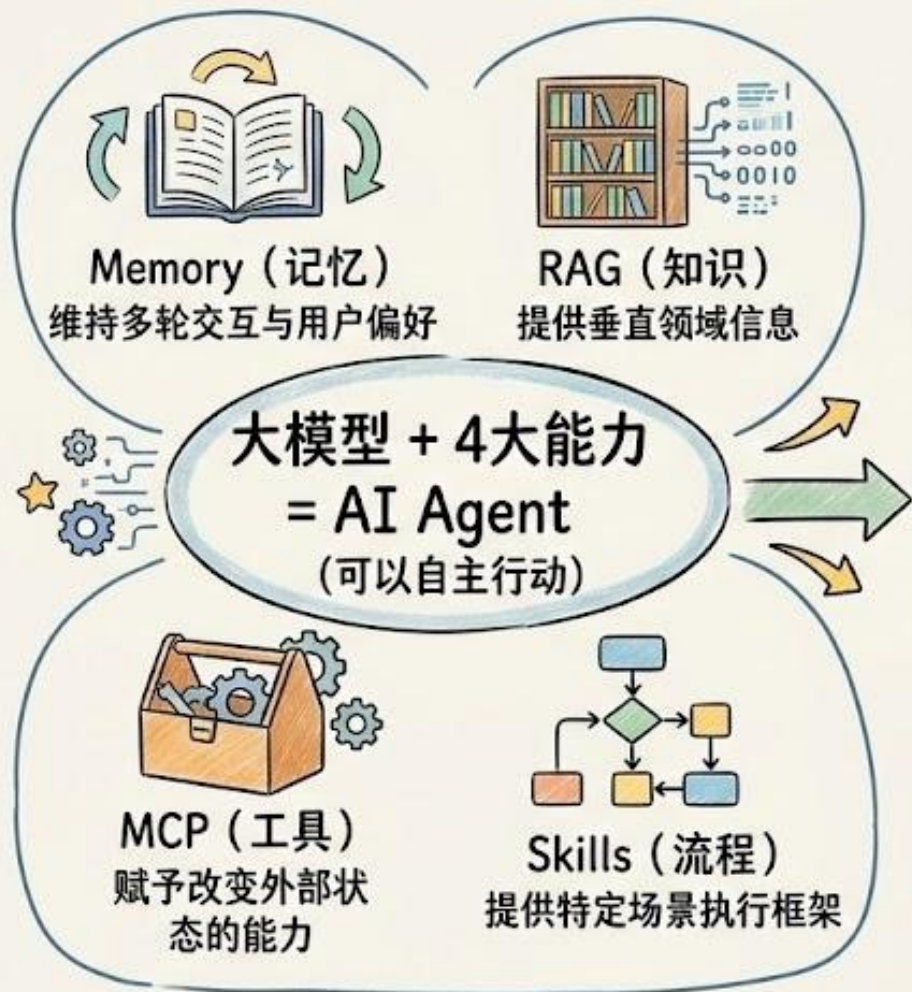 Memory（记忆）
维持多轮交互与用户偏好
RAG（知识）
提供垂直领域信息
0010
大模型 + 4大能力
= AI Agent
（可以自主行动）
MCP（工具）
赋予改变外部状
态的能力
Skills（流程）
提供特定场景执行框架